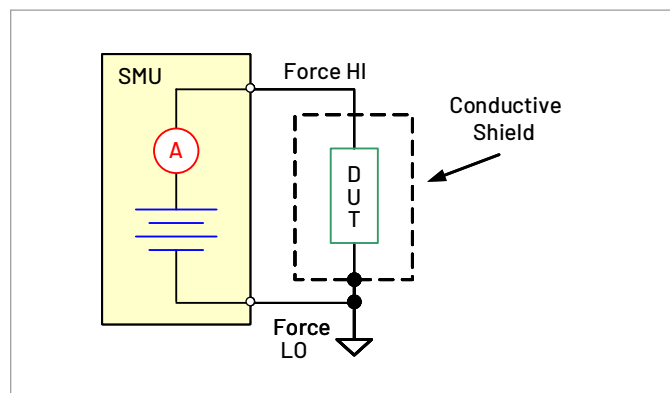 SMU
Force HI
Conductive
Shield
A
D
U
T
Force
LO